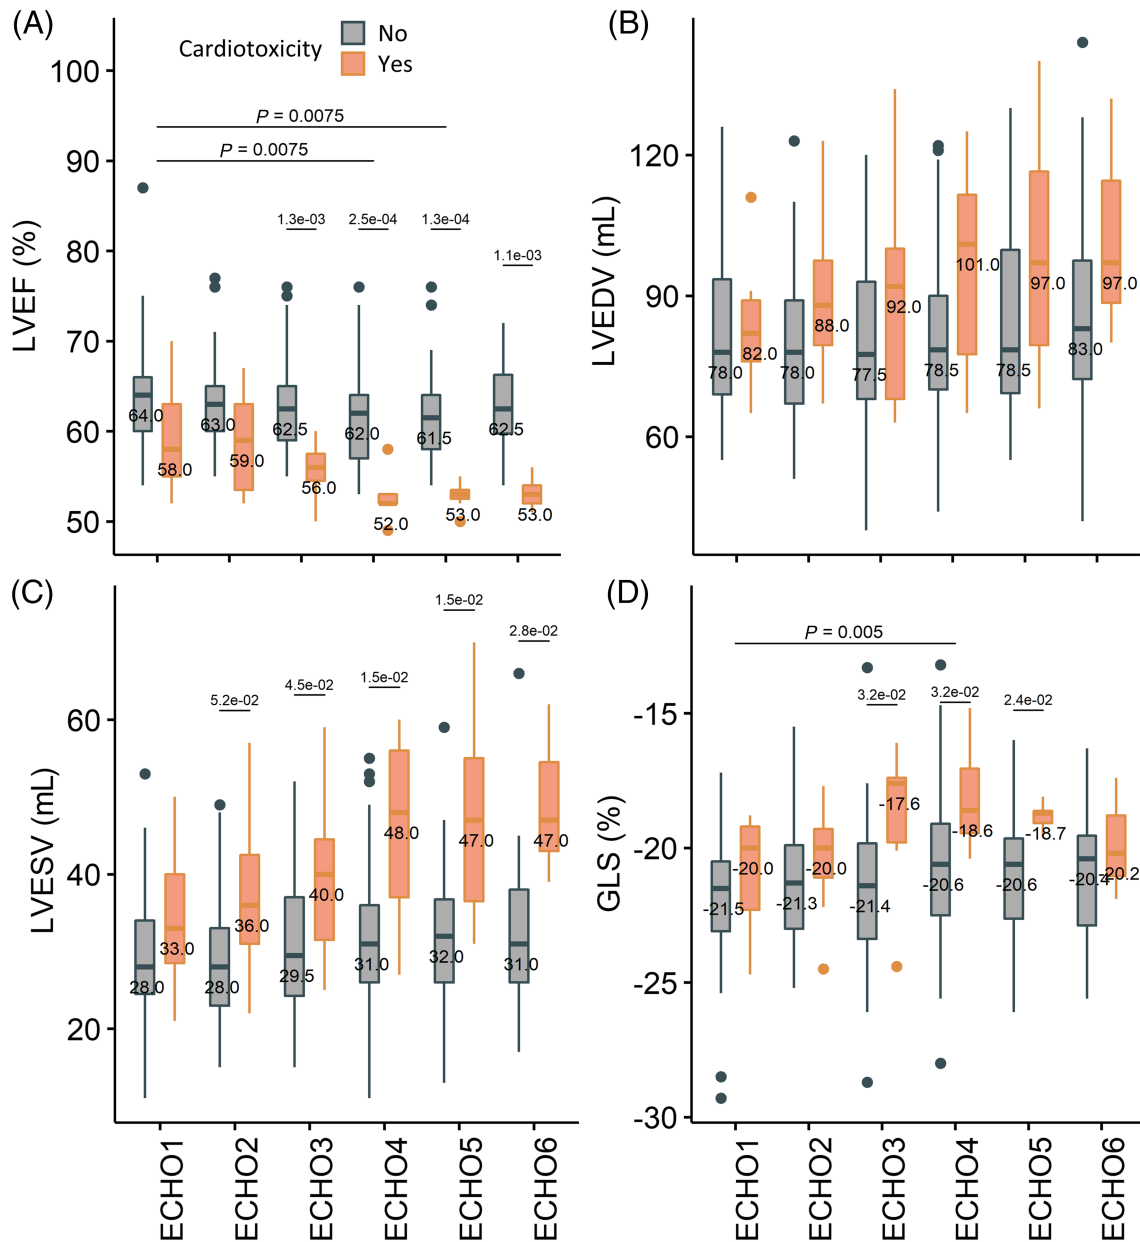 (A)
Cardiotoxicity
No
Yes
LVEF (%)
100
90
80
70
60
50
P = 0.0075
P = 0.0075
1.3e-03
2.5e-04
1.3e-04
1.1e-03
64.0
58.0
63.0
59.0
62.5
56.0
62.0
52.0
61.5
53.0
62.5
53.0
(B)
LVEDV (mL)
120
90
60
78.0
82.0
78.0
88.0
77.5
92.0
78.5
101.0
78.5
97.0
83.0
97.0
(C)
LVESV (mL)
60
40
20
5.2e-02
4.5e-02
1.5e-02
1.5e-02
2.8e-02
28.0
33.0
28.0
36.0
29.5
40.0
31.0
48.0
32.0
47.0
31.0
47.0
ECHO1
ECHO2
ECHO3
ECHO4
ECHO5
ECHO6
(D)
GLS (%)
-15
-20
-25
-30
P = 0.005
3.2e-02
3.2e-02
2.4e-02
-21.5
-20.0
-21.3
-20.0
-21.4
-17.6
-20.6
-18.6
-20.6
-18.7
-20.4
-20.2
ECHO1
ECHO2
ECHO3
ECHO4
ECHO5
ECHO6